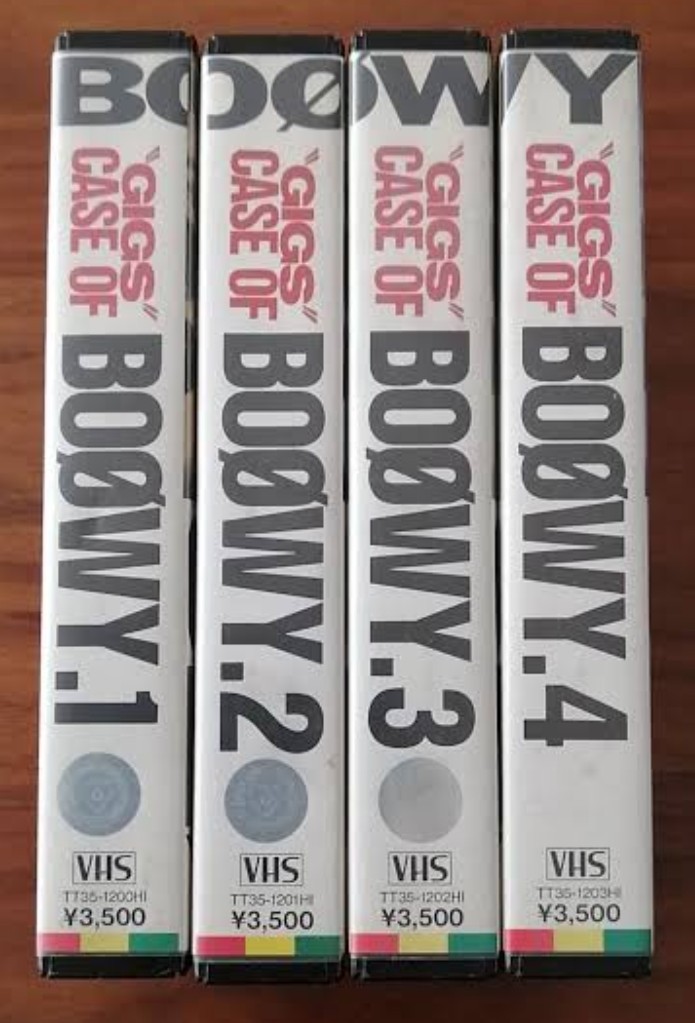 BOØWY
"GIGS"
CASE OF
BOØWY.1
VHS
TT35-1200HI
¥3,500
"GIGS"
CASE OF
BOØWY.2
VHS
TT35-1201HI
¥3,500
"GIGS"
CASE OF
BOØWY.3
VHS
TT35-1202HI
¥3,500
"GIGS"
CASE OF
BOØWY.4
VHS
TT35-1203HI
¥3,500